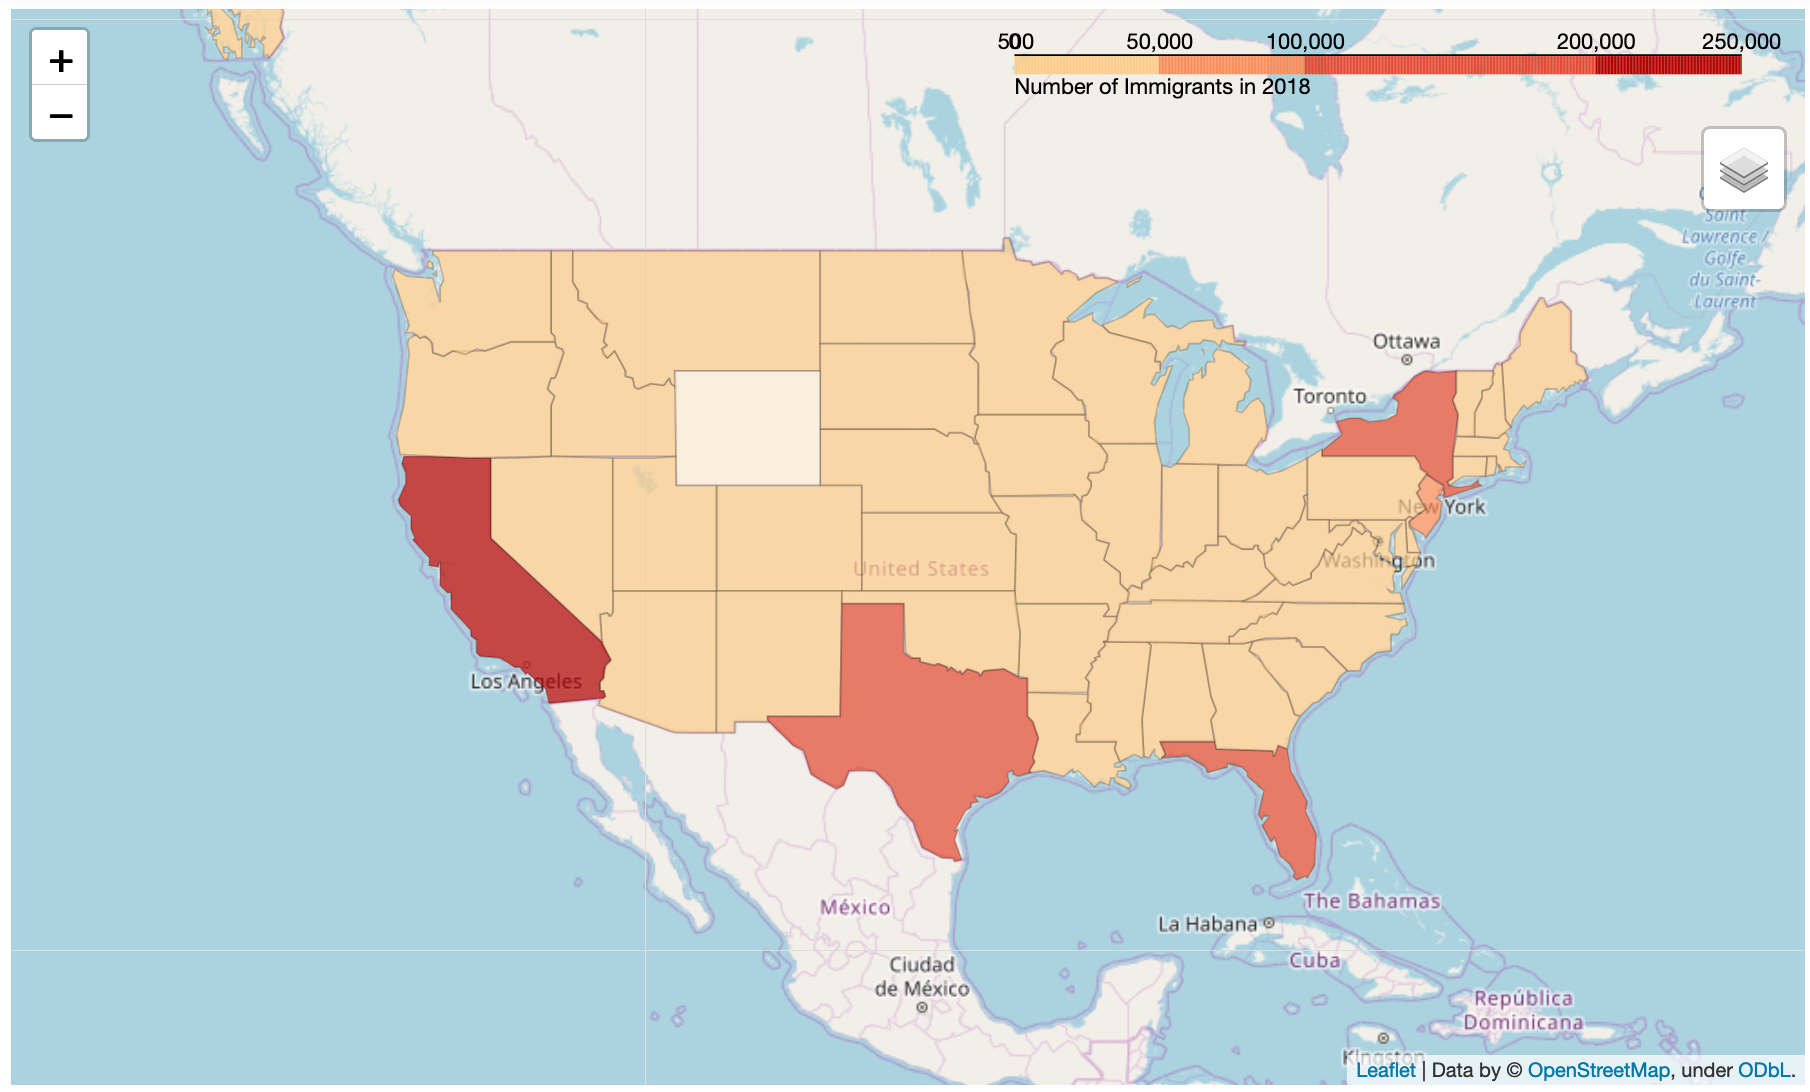 +
−
500
50,000
100,000
200,000
250,000
Number of Immigrants in 2018
Saint
Lawrence /
Golfe
du Saint-
Laurent
Ottawa
Toronto
New York
Washington
United States
Los Angeles
México
La Habana
The Bahamas
Cuba
Ciudad
de México
República
Dominicana
Kingston
Leaflet | Data by © OpenStreetMap, under ODbL.